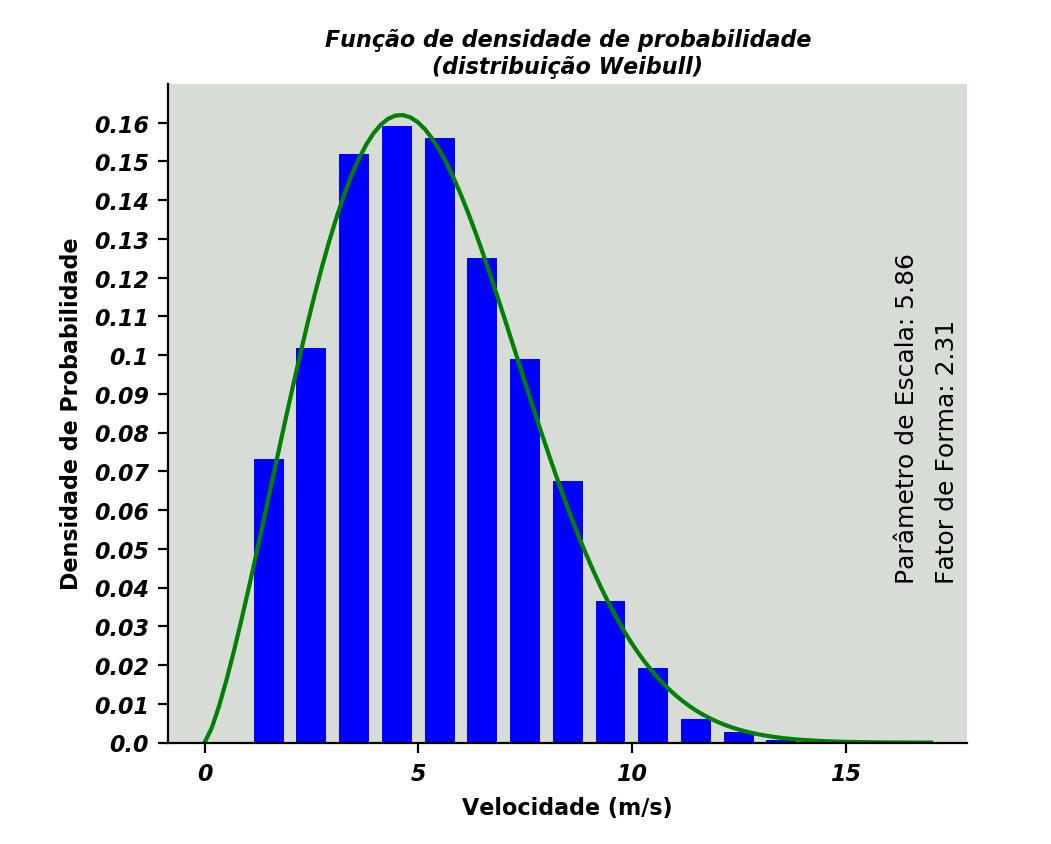 Função de densidade de probabilidade
(distribuição Weibull)
0.16
0.15
0.14
0.13
0.12
0.11
0.1
0.09
0.08
0.07
0.06
0.05
0.04
0.03
0.02
0.01
0.0
Densidade de Probabilidade
0 5 10 15
Velocidade (m/s)
Parâmetro de Escala: 5.86
Fator de Forma: 2.31